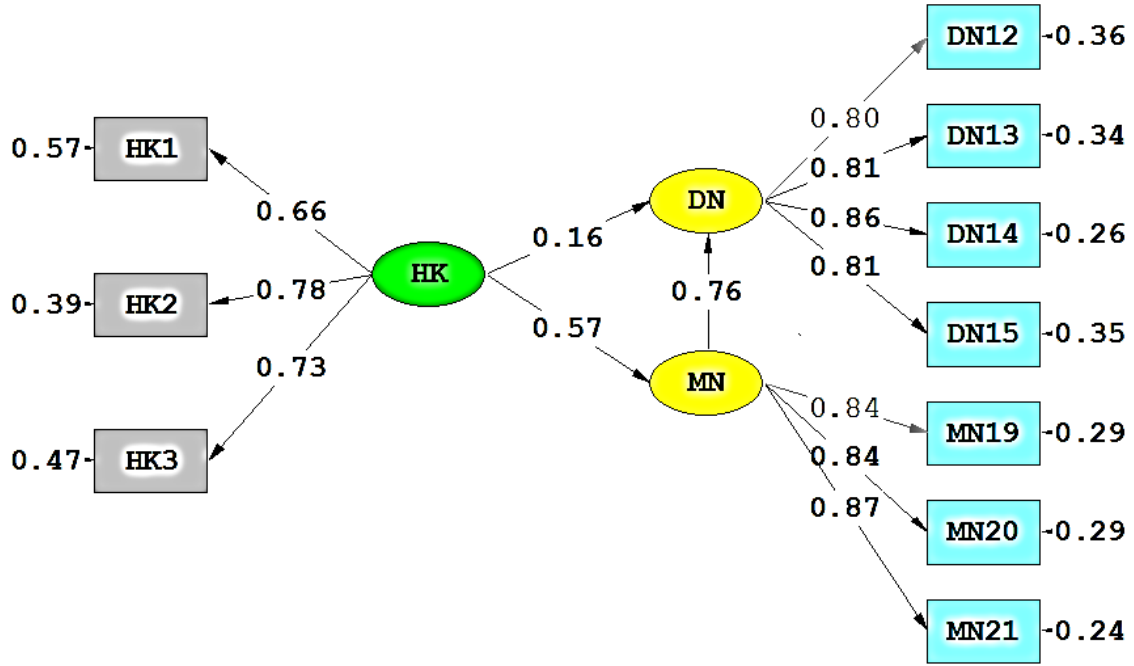 DN12 -0.36
0.80
0.57- HK1
DN13 -0.34
0.81
0.66
DN
0.86
DN14 -0.26
0.16
0.81
HK
0.78
0.39- HK2
0.76
0.57
DN15 -0.35
0.73
MN
0.84
MN19 -0.29
0.47- HK3
0.84
0.87
MN20 -0.29
MN21 -0.24